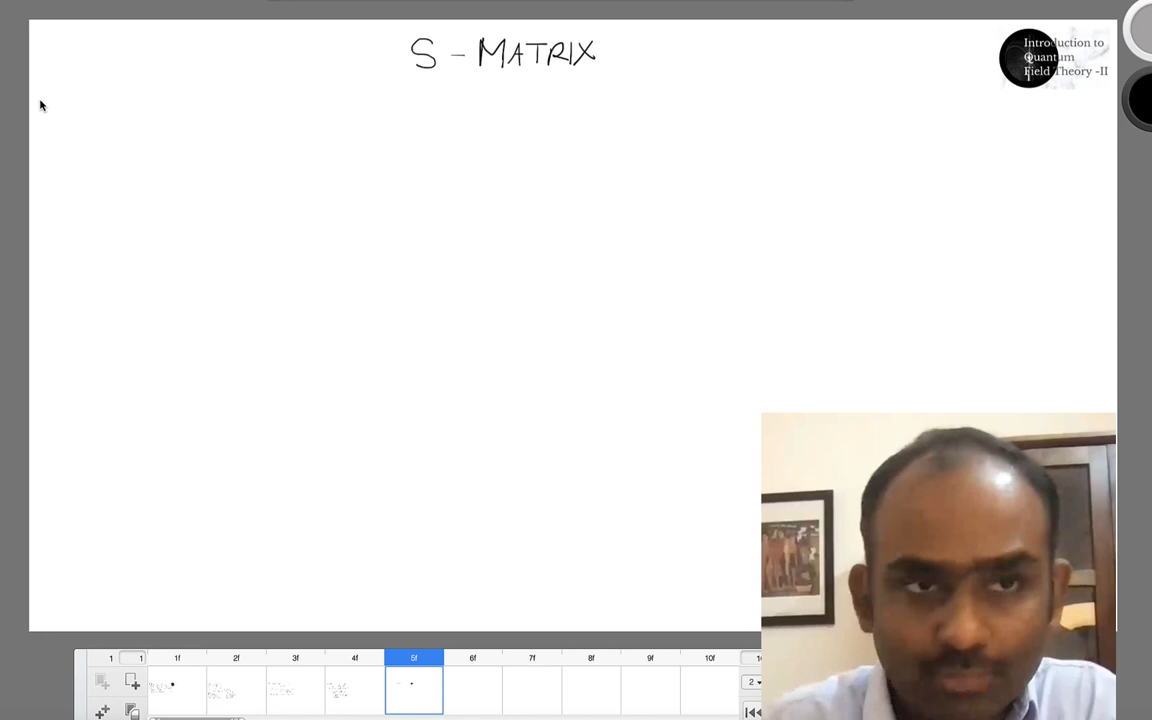 S - MATRIX
Introduction to
Quantum
Field Theory -II
1 1 1f 2f 3f 4f 5f 6f 7f 8f 9f 10f
2